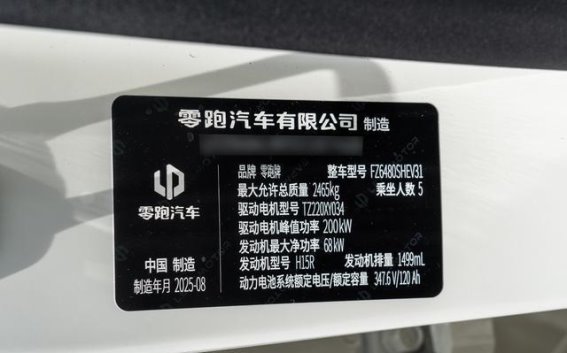 零跑汽车有限公司 制造
品牌 零跑牌 整车型号 FZ6480SHEV31
最大允许总质量 2465kg 乘坐人数 5
驱动电机型号 TZ220XY034
驱动电机峰值功率 200kW
发动机最大净功率 68kW
发动机型号 H15R 发动机排量 1499mL
动力电池系统额定电压/额定容量 347.6 V/120 Ah
零跑汽车
中国 制造
制造年月 2025-08